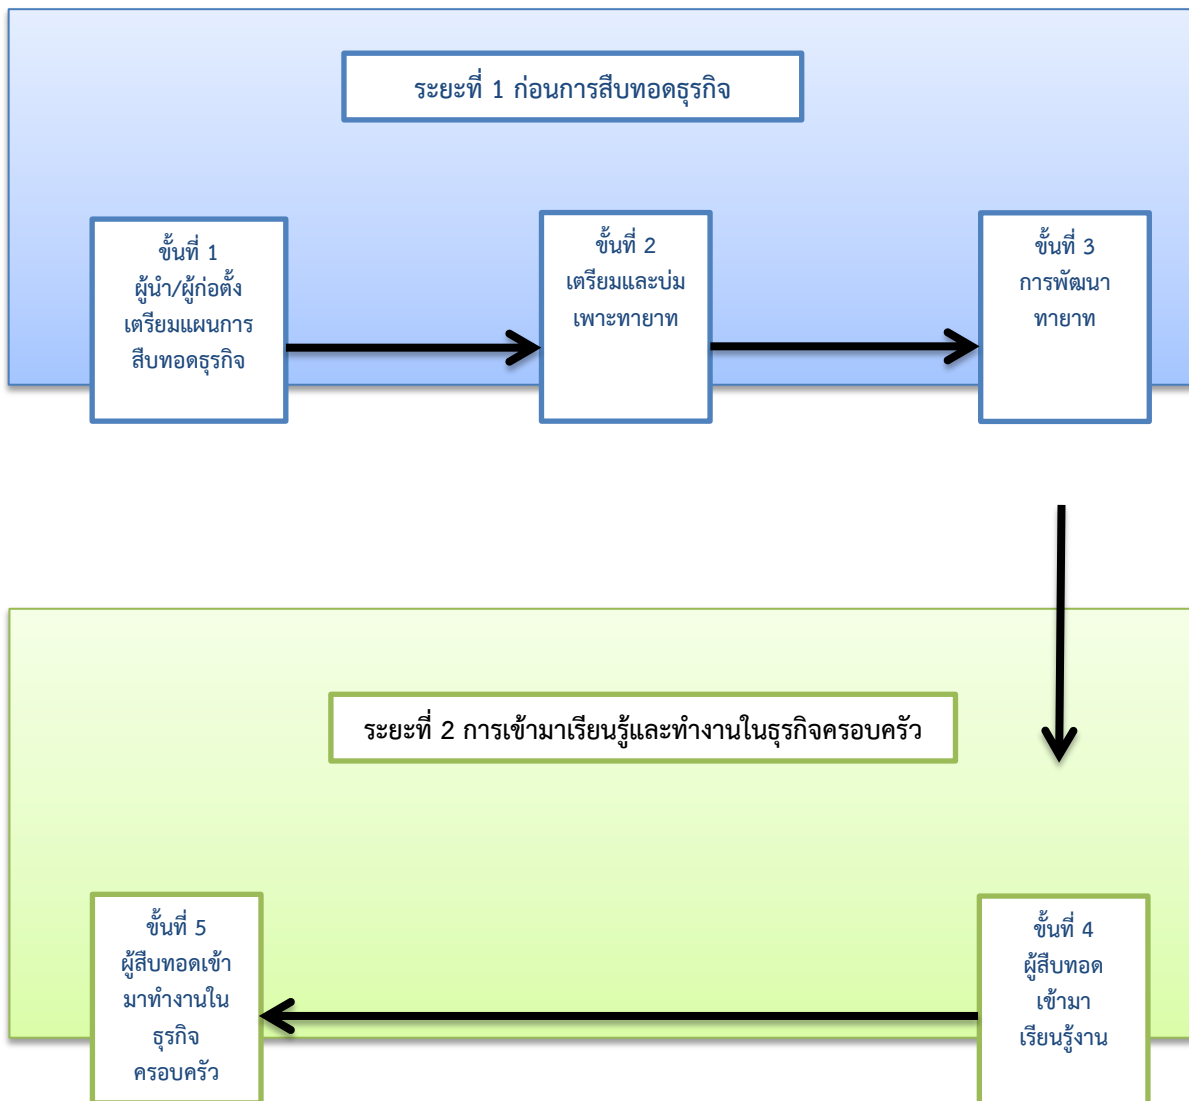 ระยะที่ 1 ก่อนการสืบทอดธุรกิจ
ขั้นที่ 1
ผู้นำ/ผู้ก่อตั้ง
เตรียมแผนการ
สืบทอดธุรกิจ
ขั้นที่ 2
เตรียมและบ่ม
เพาะทายาท
ขั้นที่ 3
การพัฒนา
ทายาท
ระยะที่ 2 การเข้ามาเรียนรู้และทำงานในธุรกิจครอบครัว
ขั้นที่ 4
ผู้สืบทอด
เข้ามา
เรียนรู้งาน
ขั้นที่ 5
ผู้สืบทอดเข้า
มาทำงานใน
ธุรกิจ
ครอบครัว